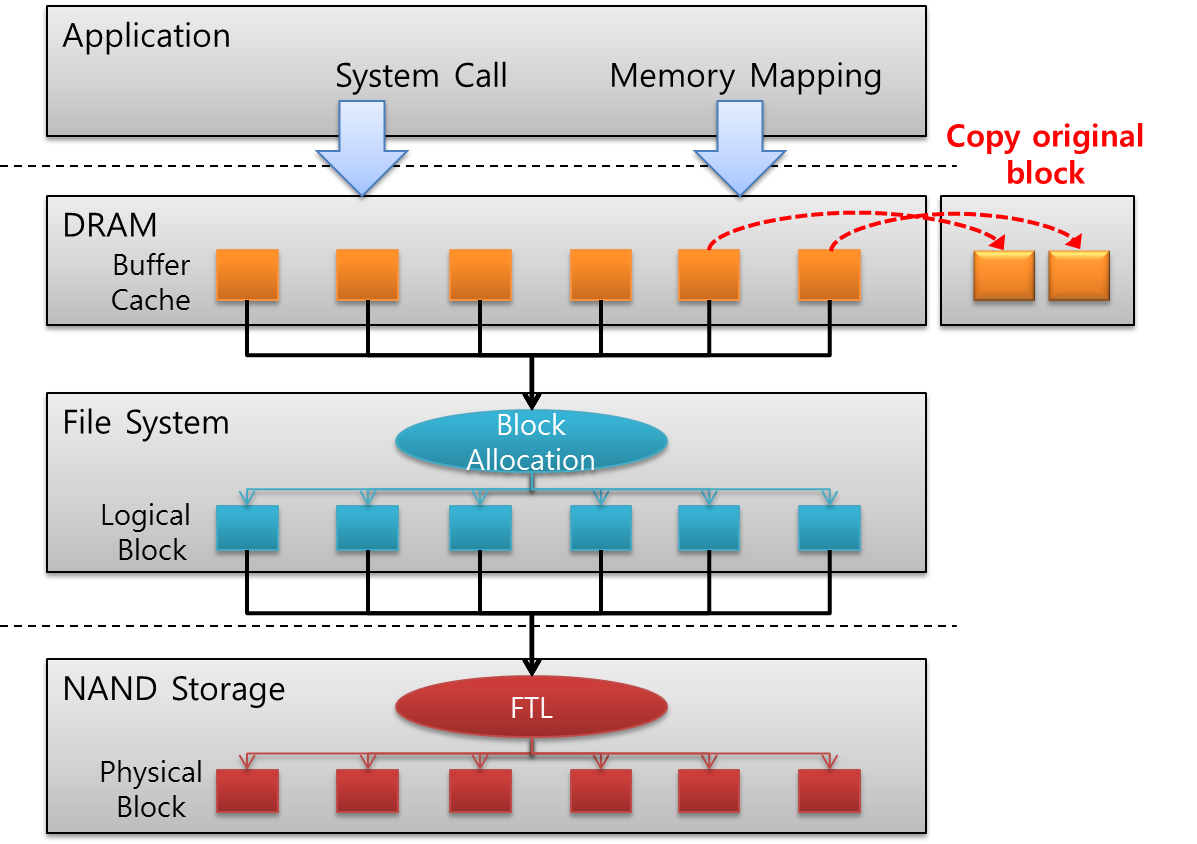 Application
System Call
Memory Mapping
Copy original
block
DRAM
Buffer
Cache
File System
Block
Allocation
Logical
Block
NAND Storage
FTL
Physical
Block